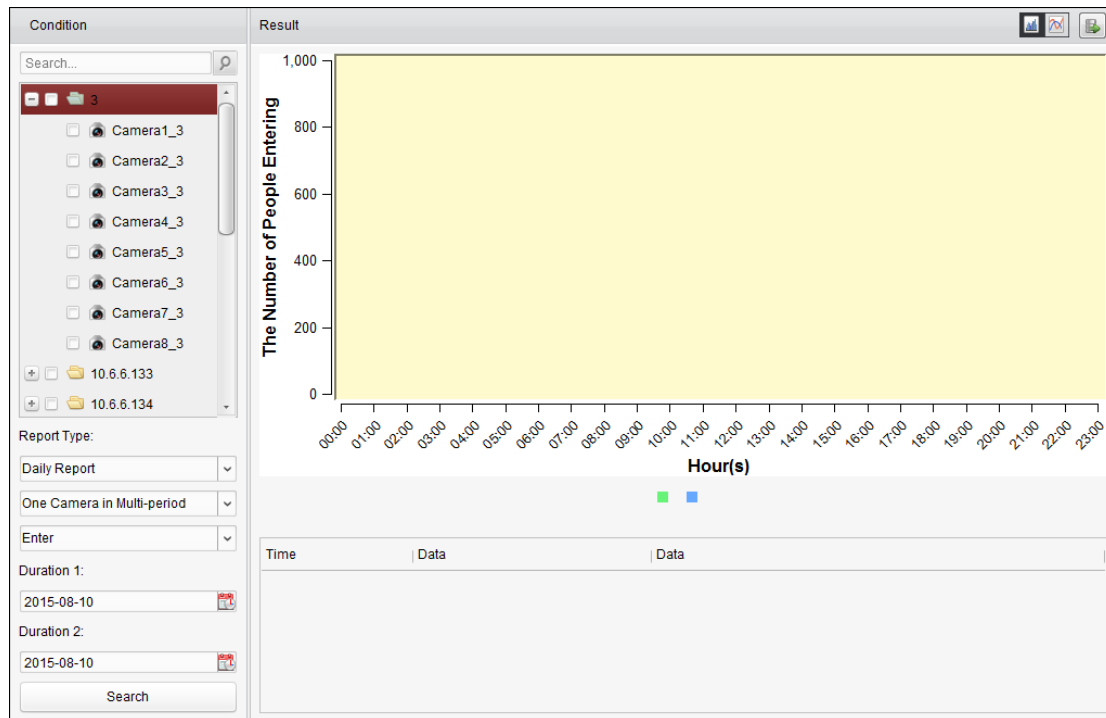 Condition
Search...
3
Camera1_3
Camera2_3
Camera3_3
Camera4_3
Camera5_3
Camera6_3
Camera7_3
Camera8_3
10.6.6.133
10.6.6.134
Report Type:
Daily Report
One Camera in Multi-period
Enter
Duration 1:
2015-08-10
Duration 2:
2015-08-10
Search
Result
The Number of People Entering
1,000
800
600
400
200
0
00:00 01:00 02:00 03:00 04:00 05:00 06:00 07:00 08:00 09:00 10:00 11:00 12:00 13:00 14:00 15:00 16:00 17:00 18:00 19:00 20:00 21:00 22:00 23:00
Hour(s)
Time Data Data